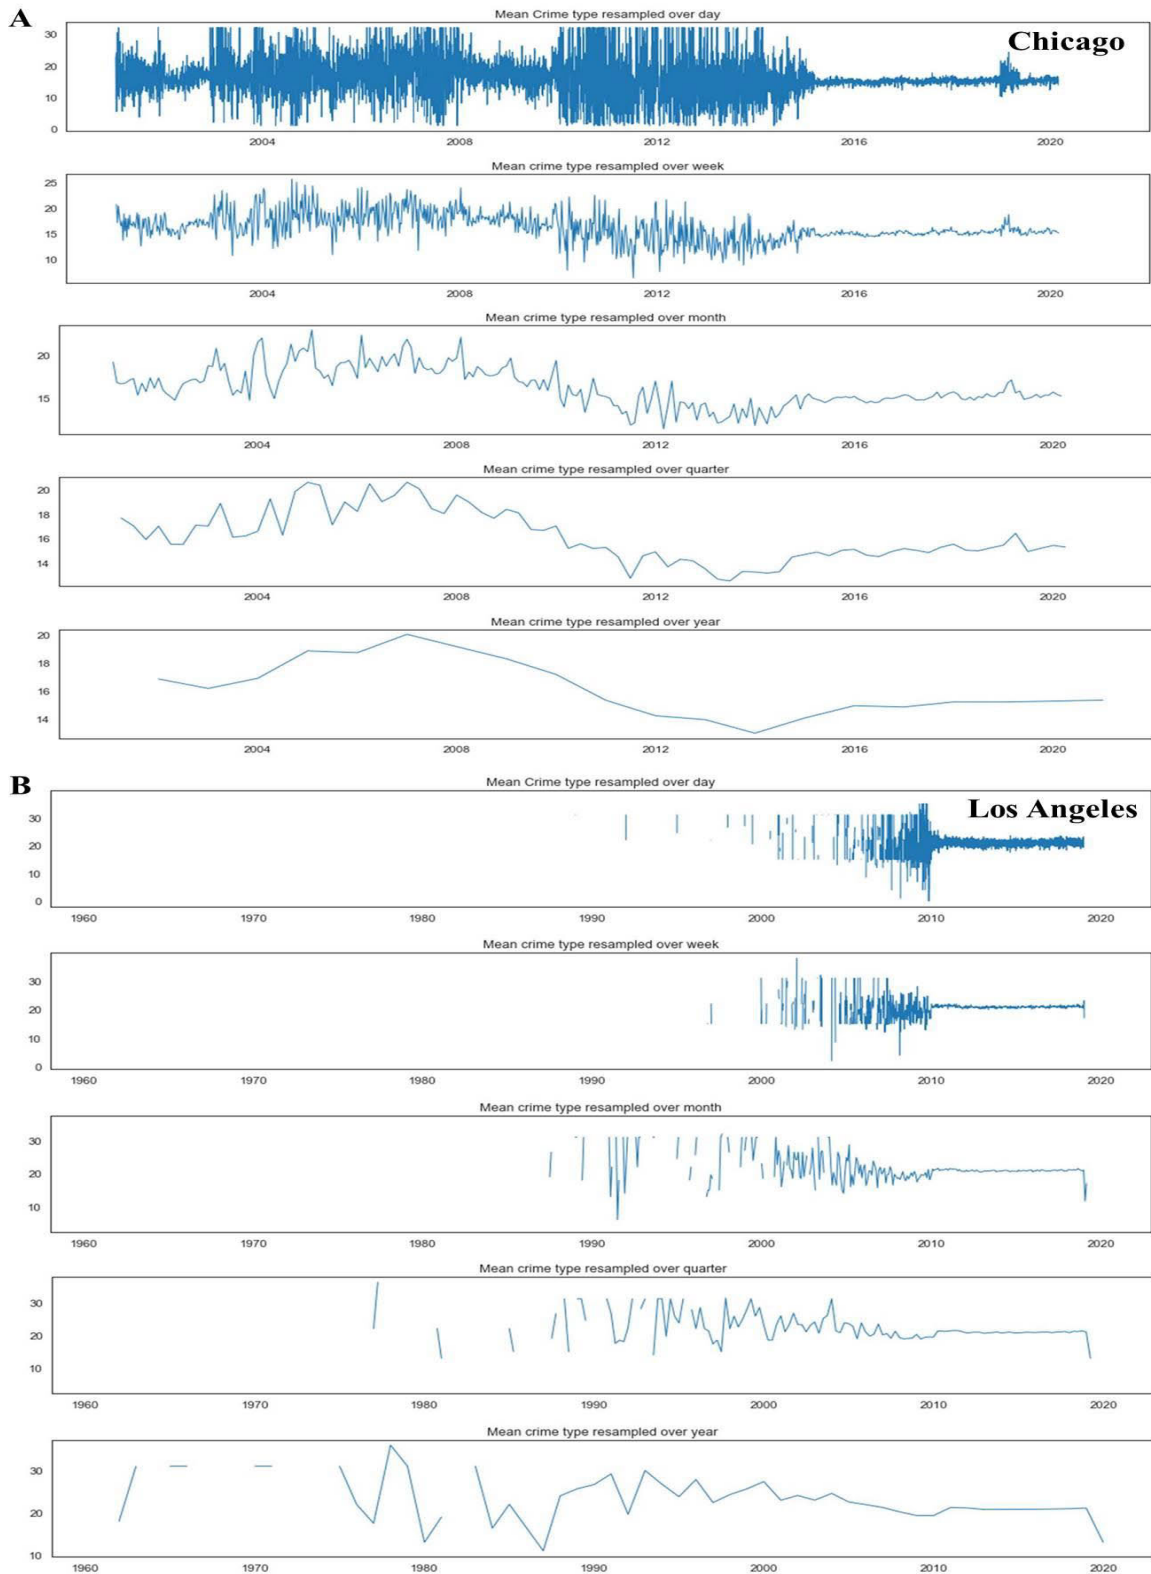 A
Mean Crime type resampled over day
Chicago
30
20
10
0
2004 2008 2012 2016 2020
Mean crime type resampled over week
25
20
15
10
2004 2008 2012 2016 2020
Mean crime type resampled over month
20
15
2004 2008 2012 2016 2020
Mean crime type resampled over quarter
20
18
16
14
2004 2008 2012 2016 2020
Mean crime type resampled over year
20
18
16
14
2004 2008 2012 2016 2020
B
Mean Crime type resampled over day
Los Angeles
30
20
10
0
1960 1970 1980 1990 2000 2010 2020
Mean crime type resampled over week
30
20
10
0
1960 1970 1980 1990 2000 2010 2020
Mean crime type resampled over month
30
20
10
1960 1970 1980 1990 2000 2010 2020
Mean crime type resampled over quarter
30
20
10
1960 1970 1980 1990 2000 2010 2020
Mean crime type resampled over year
30
20
10
1960 1970 1980 1990 2000 2010 2020